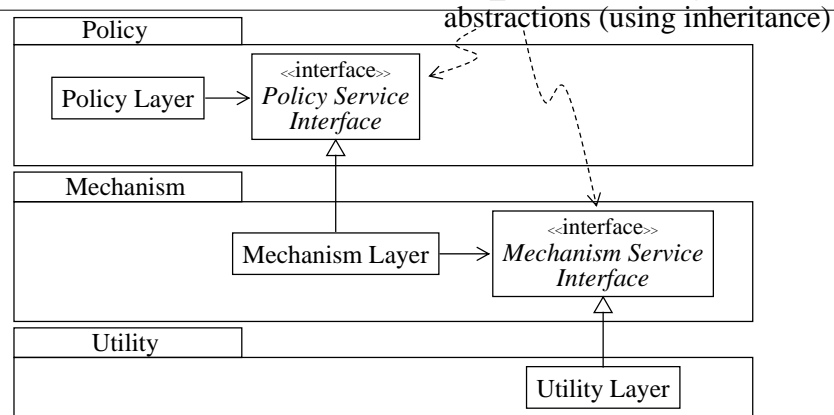 abstractions (using inheritance)
Policy
<<interface>>
Policy Layer
Policy Service
Interface
Mechanism
<<interface>>
Mechanism Layer
Mechanism Service
Interface
Utility
Utility Layer